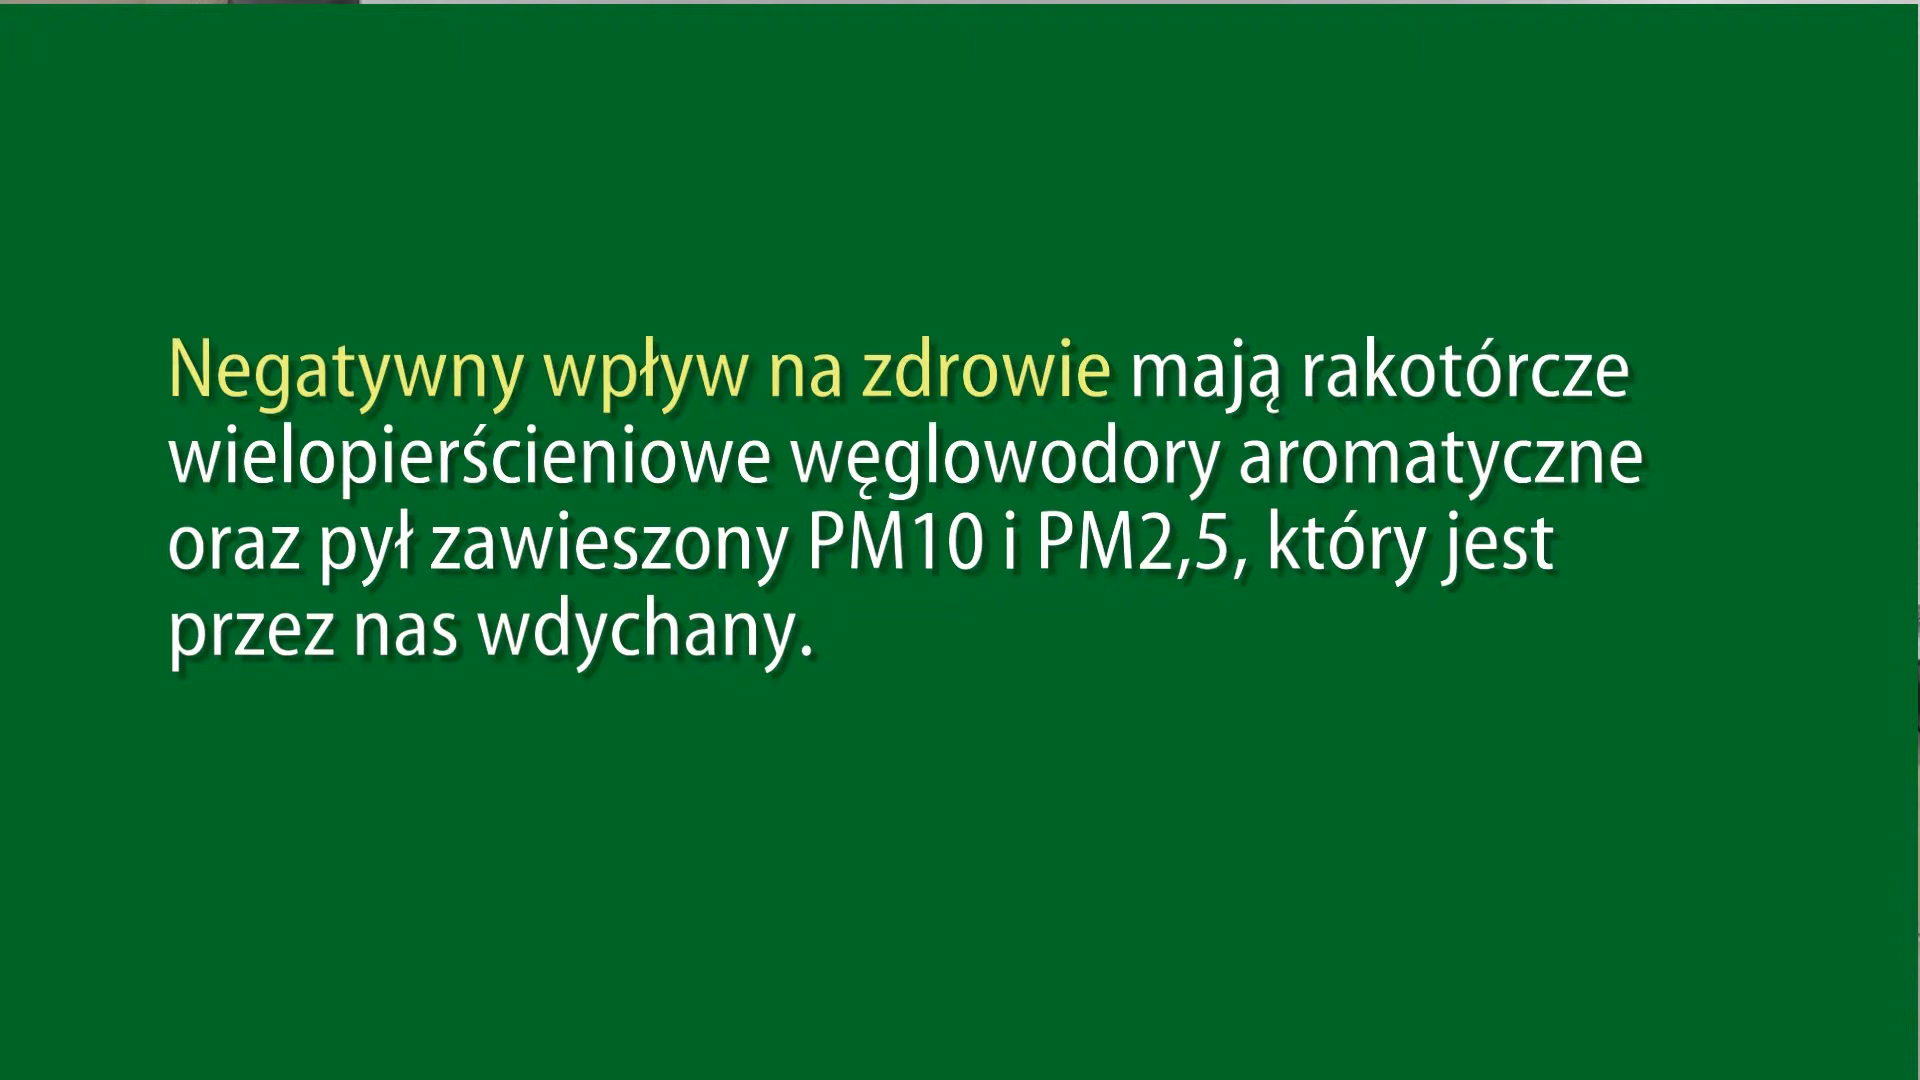 Negatywny wpływ na zdrowie mają rakotórcze
wielopierścieniowe węglowodory aromatyczne
oraz pył zawieszony PM10 i PM2,5, który jest
przez nas wdychany.